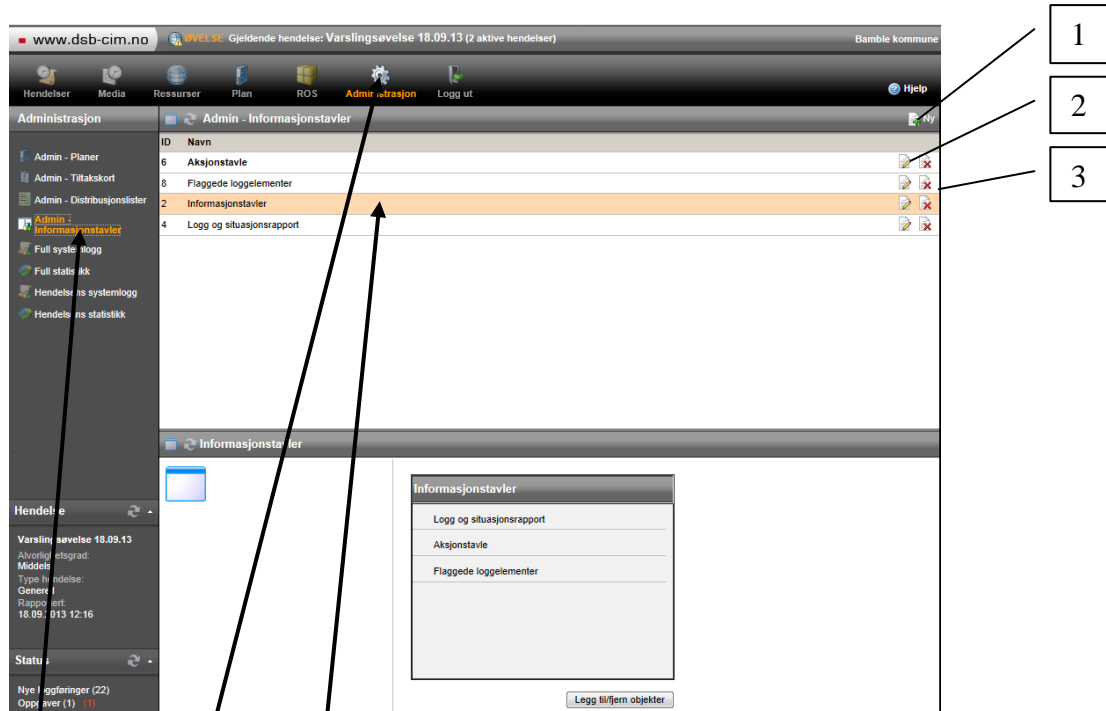 1
www.dsb-cim.no ØVELSE Gjeldende hendelse: Varslingsøvelse 18.09.13 (2 aktive hendelser) Bamble kommune
Hendelser Media Ressurser Plan ROS Administrasjon Logg ut Hjelp
2
Administrasjon
Admin - Informasjonstavler Ny
ID Navn
6 Aksjonstavle
8 Flaggede loggelementer
2 Informasjonstavler
4 Logg og situasjonsrapport
3
Admin - Planer
Admin - Tiltakskort
Admin - Distribusjonslister
Admin -
Informasjonstavler
Full systemlogg
Full statistikk
Hendelsens systemlogg
Hendelsens statistikk
Informasjonstavler
Informasjonstavler
Logg og situasjonsrapport
Aksjonstavle
Flaggede loggelementer
Legg til/fjern objekter
Hendelse
Varslingsøvelse 18.09.13
Alvorlighetsgrad:
Middels
Type hendelse:
Generell
Rapportert:
18.09.2013 12:16
Status
Nye loggføringer (22)
Oppgaver (1) (1)